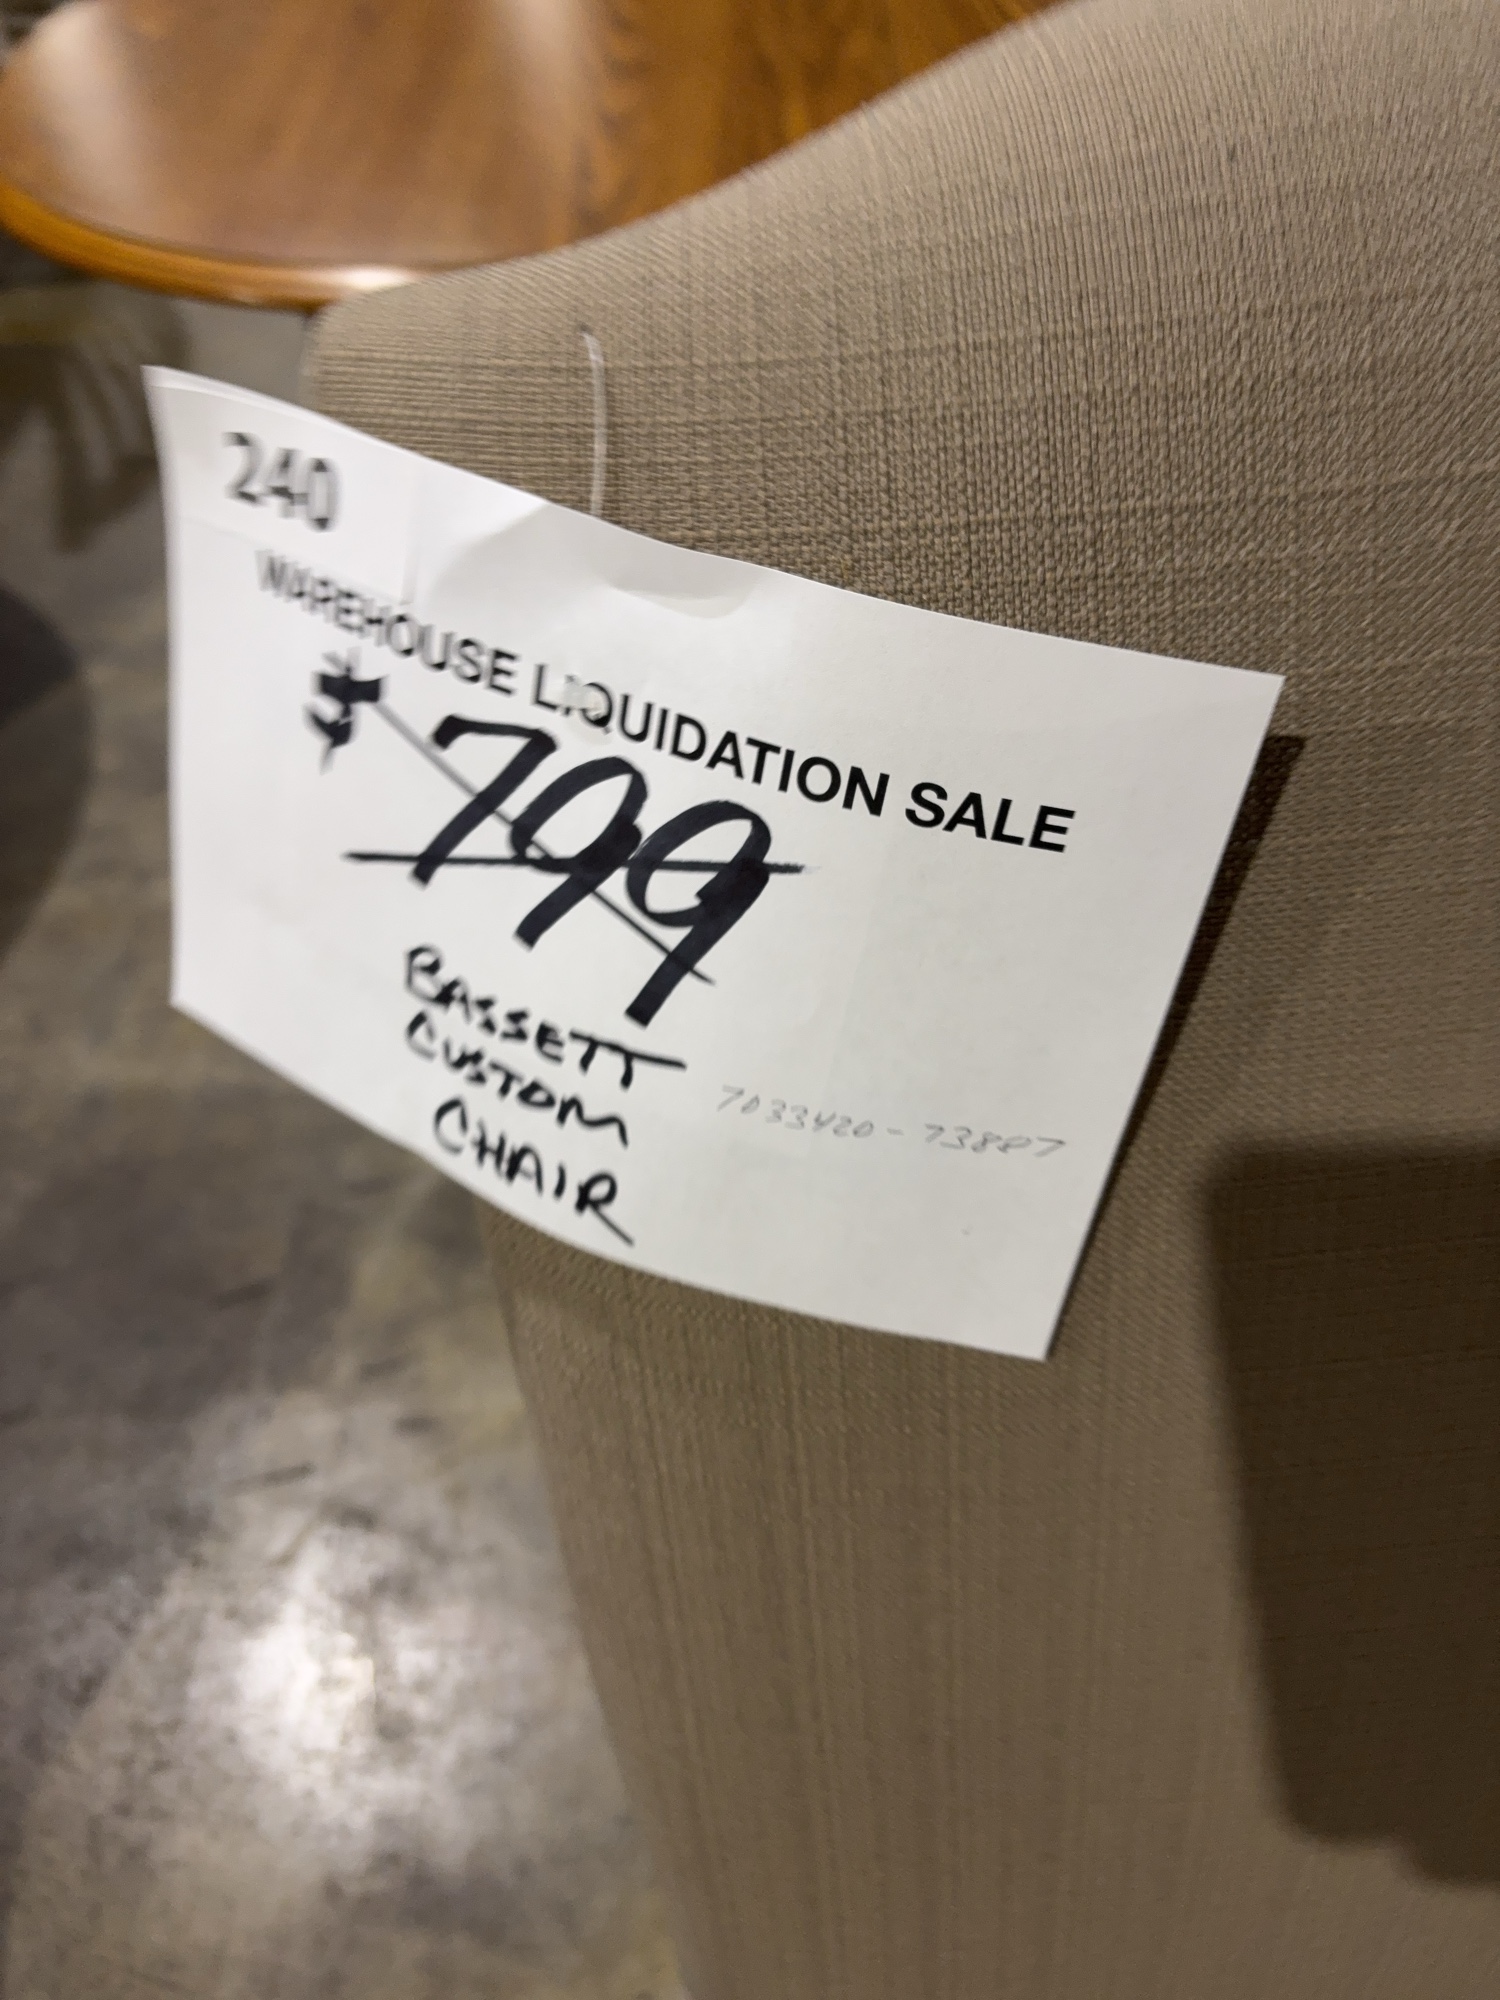 240
WAREHOUSE LIQUIDATION SALE
$799
BASSETT
CUSTOM
CHAIR
7033420-73887